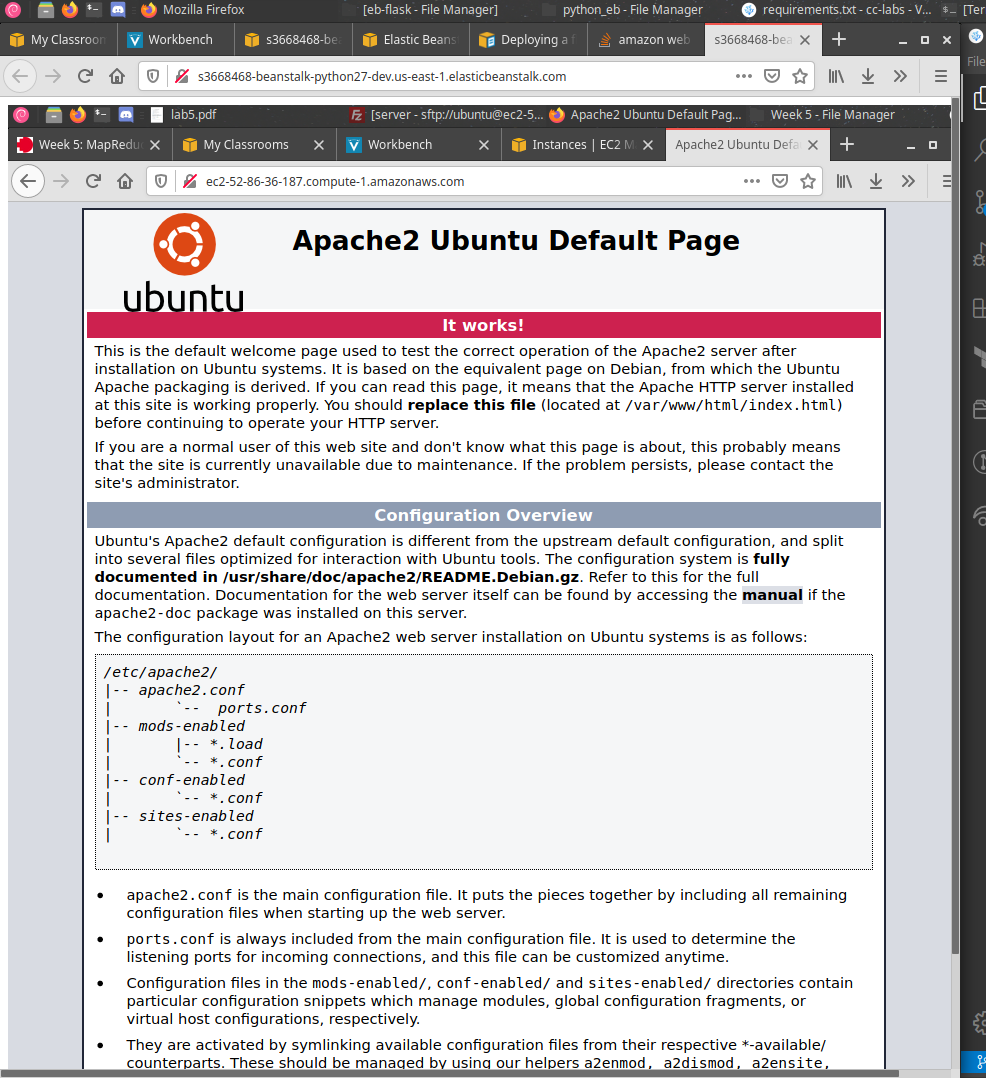 Mozilla Firefox [eb-flask - File Manager] python_eb - File Manager requirements.txt - cc-labs - V... [Ter
My Classroon Workbench s3668468-be Elastic Beans Deploying a f amazon web s3668468-bea
File
s3668468-beanstalk-python27-dev.us-east-1.elasticbeanstalk.com
lab5.pdf [server - sftp://ubuntu@ec2-5... Apache2 Ubuntu Default Pag... Week 5 - File Manager
Week 5: MapRedu My Classrooms Workbench Instances | EC2 M Apache2 Ubuntu Defa
ec2-52-86-36-187.compute-1.amazonaws.com
Apache2 Ubuntu Default Page
ubuntu
It works!
This is the default welcome page used to test the correct operation of the Apache2 server after
installation on Ubuntu systems. It is based on the equivalent page on Debian, from which the Ubuntu
Apache packaging is derived. If you can read this page, it means that the Apache HTTP server installed
at this site is working properly. You should replace this file (located at /var/www/html/index.html)
before continuing to operate your HTTP server.
If you are a normal user of this web site and don't know what this page is about, this probably means
that the site is currently unavailable due to maintenance. If the problem persists, please contact the
site's administrator.
Configuration Overview
Ubuntu's Apache2 default configuration is different from the upstream default configuration, and split
into several files optimized for interaction with Ubuntu tools. The configuration system is fully
documented in /usr/share/doc/apache2/README.Debian.gz. Refer to this for the full
documentation. Documentation for the web server itself can be found by accessing the manual if the
apache2-doc package was installed on this server.
The configuration layout for an Apache2 web server installation on Ubuntu systems is as follows:
/etc/apache2/
|-- apache2.conf
|       `--  ports.conf
|-- mods-enabled
|       |-- *.load
|       `-- *.conf
|-- conf-enabled
|       `-- *.conf
|-- sites-enabled
|       `-- *.conf
• apache2.conf is the main configuration file. It puts the pieces together by including all remaining
configuration files when starting up the web server.
• ports.conf is always included from the main configuration file. It is used to determine the
listening ports for incoming connections, and this file can be customized anytime.
• Configuration files in the mods-enabled/, conf-enabled/ and sites-enabled/ directories contain
particular configuration snippets which manage modules, global configuration fragments, or
virtual host configurations, respectively.
• They are activated by symlinking available configuration files from their respective *-available/
counterparts. These should be managed by using our helpers a2enmod, a2dismod, a2ensite,